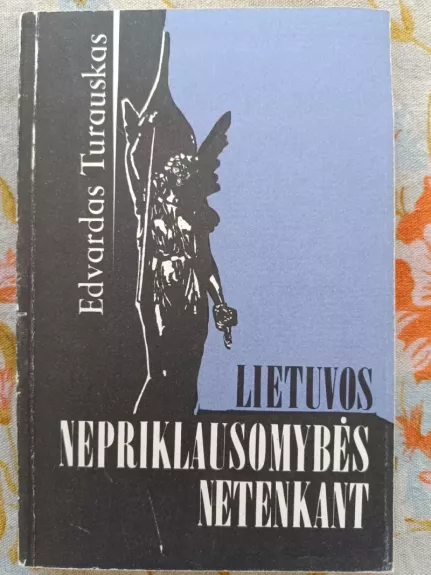 Edvardas Turauskas
LIETUVOS
NEPRIKLAUSOMYBĖS
NETENKANT